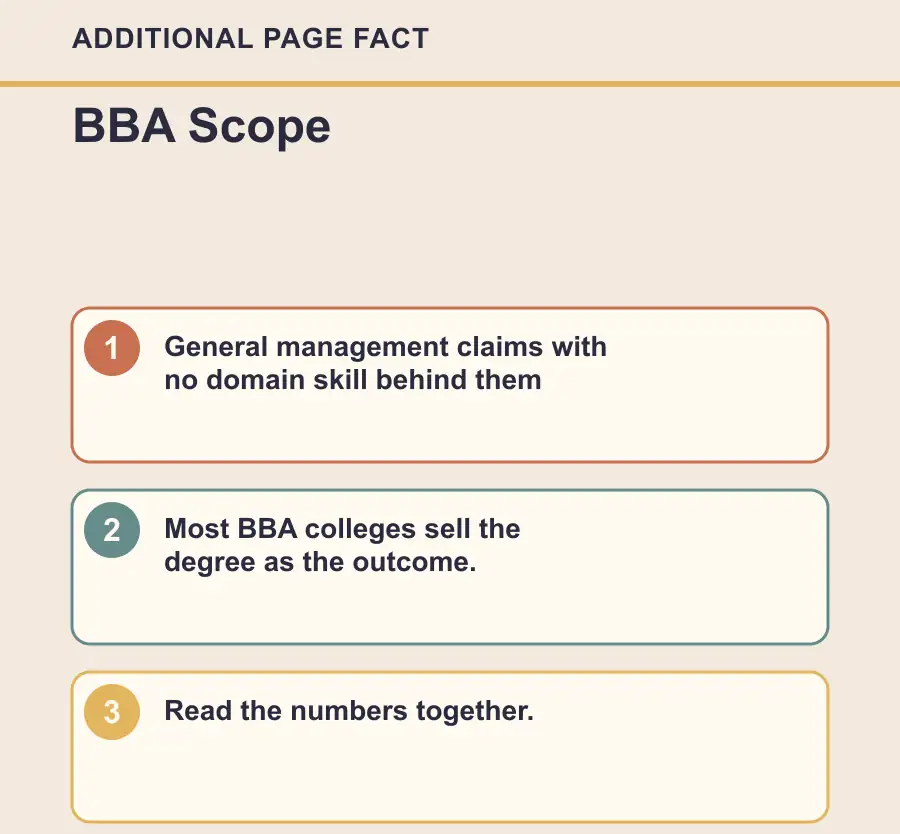 ADDITIONAL PAGE FACT
BBA Scope
1
General management claims with
no domain skill behind them
2
Most BBA colleges sell the
degree as the outcome.
3
Read the numbers together.